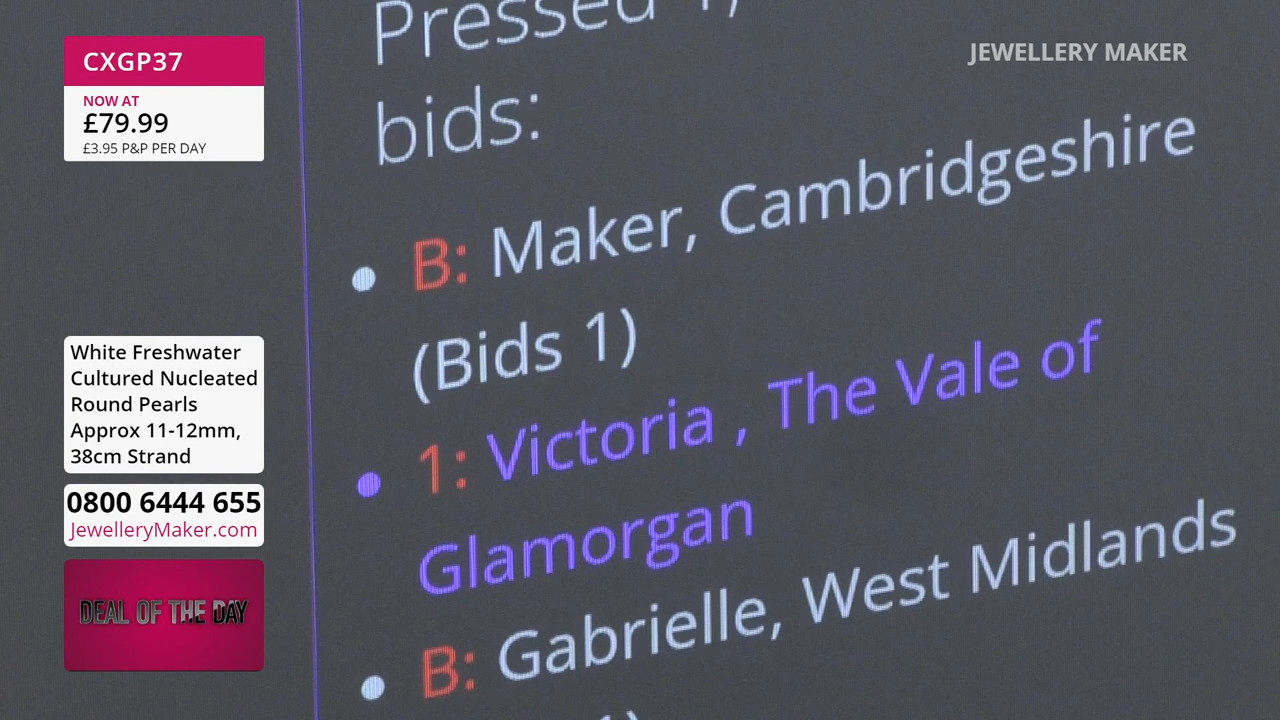 CXGP37
NOW AT
£79.99
£3.95 P&P PER DAY
White Freshwater
Cultured Nucleated
Round Pearls
Approx 11-12mm,
38cm Strand
0800 6444 655
JewelleryMaker.com
DEAL OF THE DAY
JEWELLERY MAKER
Pressed 1)
bids:
• B: Maker, Cambridgeshire
(Bids 1)
• 1: Victoria , The Vale of
Glamorgan
• B: Gabrielle, West Midlands